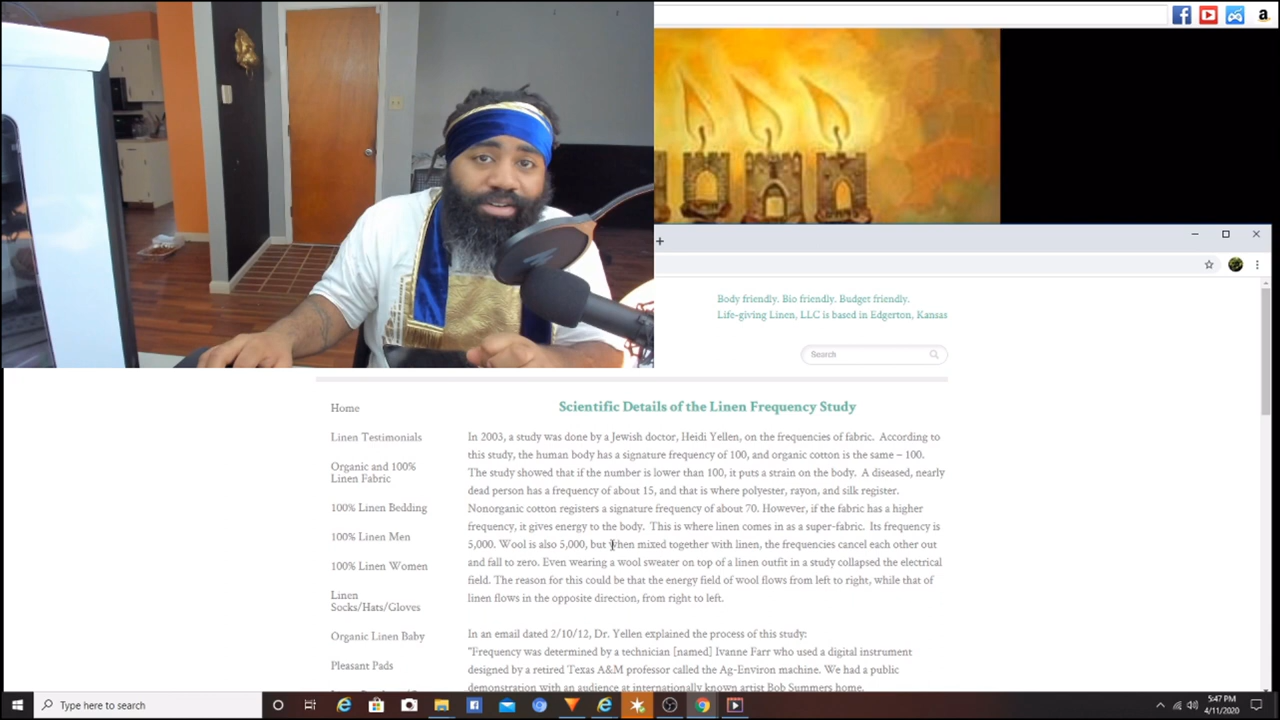 Body friendly. Bio friendly. Budget friendly.
Life-giving Linen, LLC is based in Edgerton, Kansas
Search
Home
Linen Testimonials
Organic and 100%
Linen Fabric
100% Linen Bedding
100% Linen Men
100% Linen Women
Linen
Socks/Hats/Gloves
Organic Linen Baby
Pleasant Pads
Scientific Details of the Linen Frequency Study
In 2003, a study was done by a Jewish doctor, Heidi Yellen, on the frequencies of fabric. According to
this study, the human body has a signature frequency of 100, and organic cotton is the same – 100.
The study showed that if the number is lower than 100, it puts a strain on the body. A diseased, nearly
dead person has a frequency of about 15, and that is where polyester, rayon, and silk register.
Nonorganic cotton registers a signature frequency of about 70. However, if the fabric has a higher
frequency, it gives energy to the body. This is where linen comes in as a super-fabric. Its frequency is
5,000. Wool is also 5,000, but when mixed together with linen, the frequencies cancel each other out
and fall to zero. Even wearing a wool sweater on top of a linen outfit in a study collapsed the electrical
field. The reason for this could be that the energy field of wool flows from left to right, while that of
linen flows in the opposite direction, from right to left.
In an email dated 2/10/12, Dr. Yellen explained the process of this study:
"Frequency was determined by a technician [named] Ivanne Farr who used a digital instrument
designed by a retired Texas A&M professor called the Ag-Environ machine. We had a public
demonstration with an audience at internationally known artist Bob Summers home.
Type here to search
5:47 PM
4/11/2020